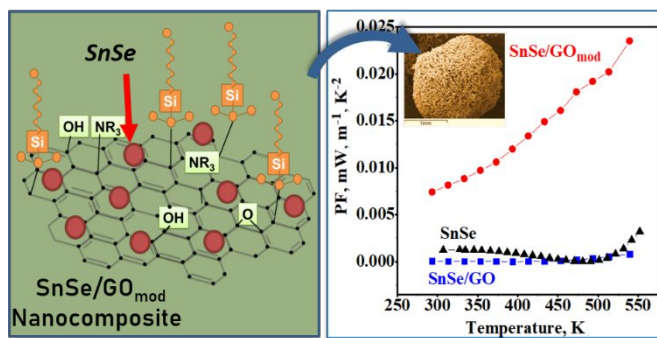 SnSe
Si
Si
Si
Si
OH
NR3
NR3
OH
O
SnSe/GOmod
Nanocomposite
PF, mW, m-1, K-2
0.025
0.020
0.015
0.010
0.005
0.000
SnSe/GOmod
1mm
SnSe
SnSe/GO
250 300 350 400 450 500 550 600
Temperature, K